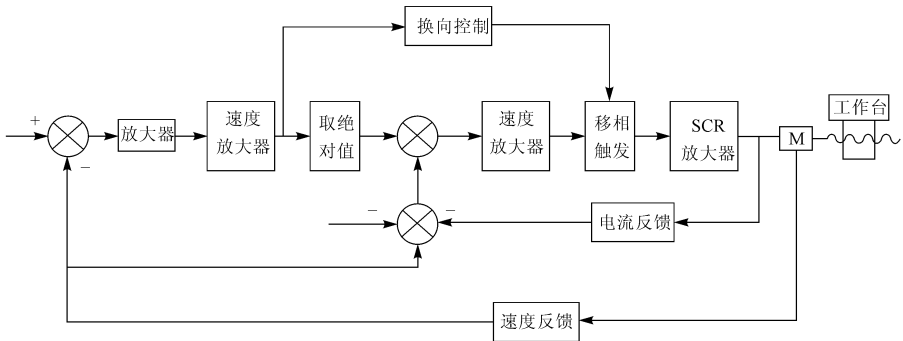 换向控制
+
放大器
速度
放大器
取绝
对值
速度
放大器
移相
触发
SCR
放大器
M
工作台
−
−
−
电流反馈
速度反馈